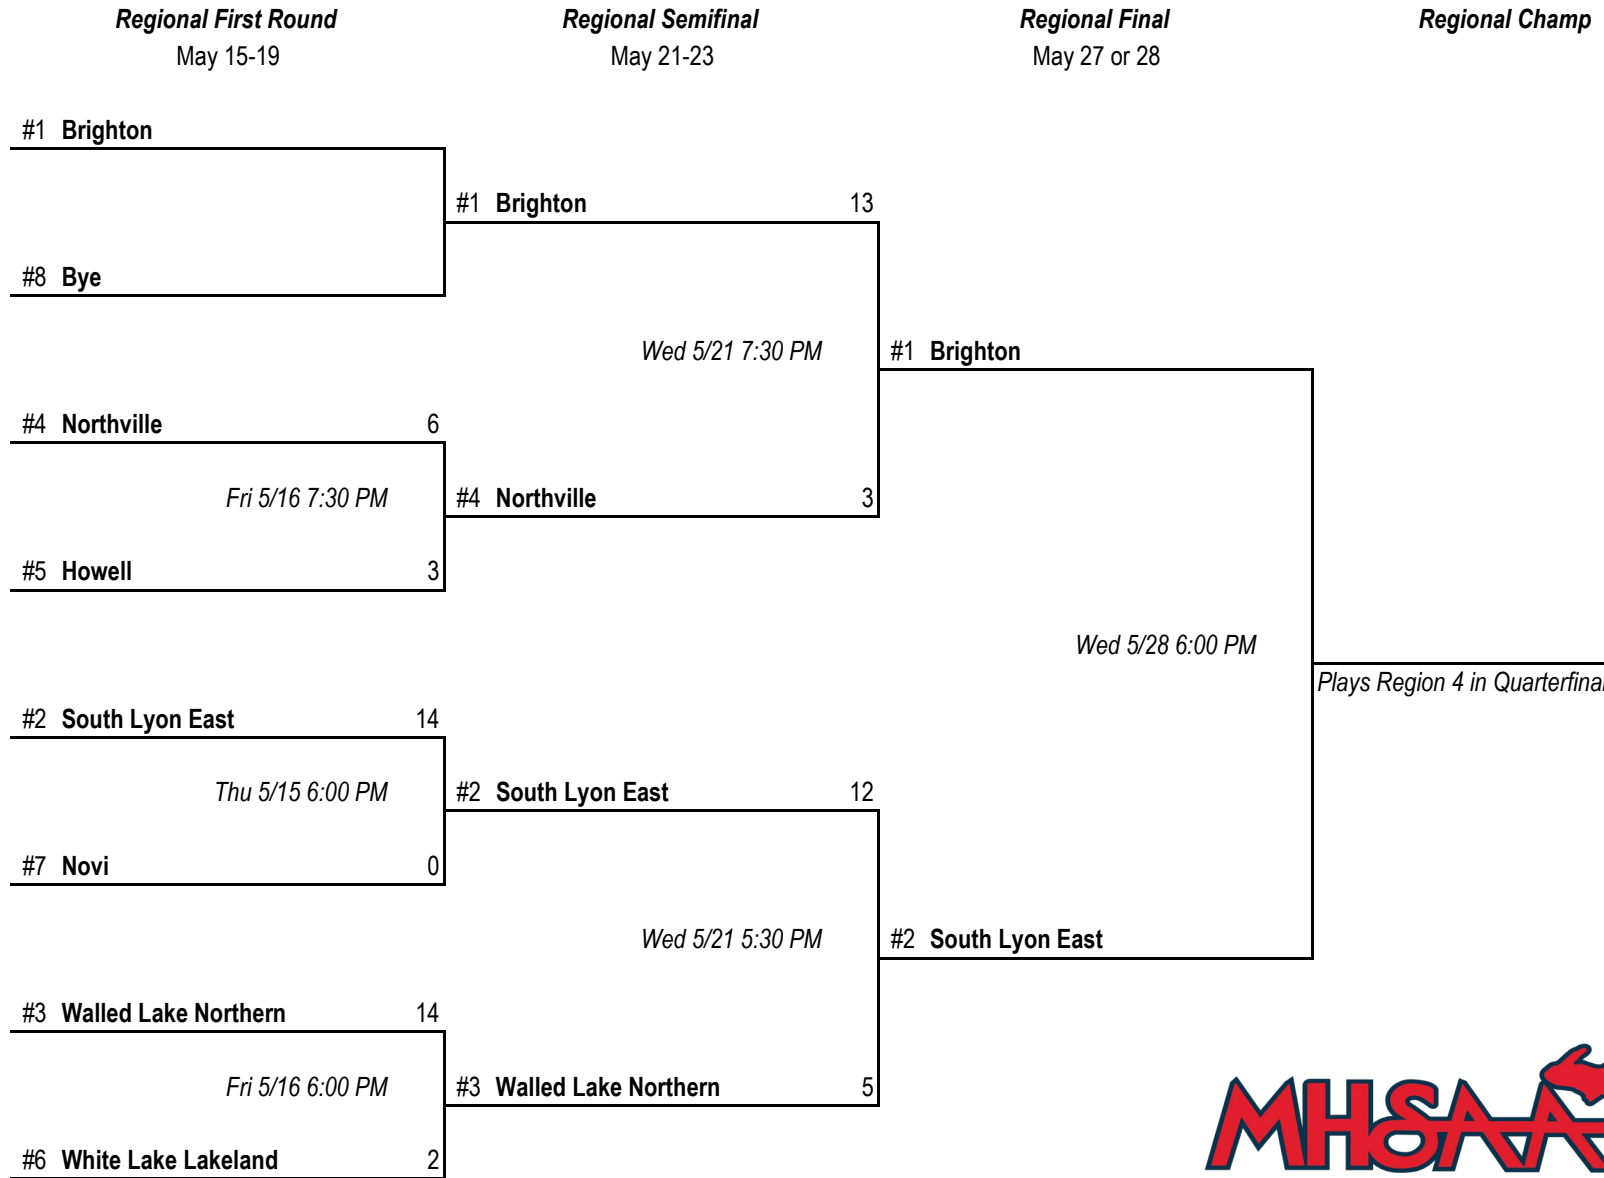 Regional First Round
May 15-19
Regional Semifinal
May 21-23
Regional Final
May 27 or 28
Regional Champ
#1 Brighton
#1 Brighton 13
#8 Bye
Wed 5/21 7:30 PM
#1 Brighton
#4 Northville 6
Fri 5/16 7:30 PM
#4 Northville 3
#5 Howell 3
Wed 5/28 6:00 PM
Plays Region 4 in Quarterfinal
#2 South Lyon East 14
Thu 5/15 6:00 PM
#2 South Lyon East 12
#7 Novi 0
Wed 5/21 5:30 PM
#2 South Lyon East
#3 Walled Lake Northern 14
Fri 5/16 6:00 PM
#3 Walled Lake Northern 5
#6 White Lake Lakeland 2
MHSAA